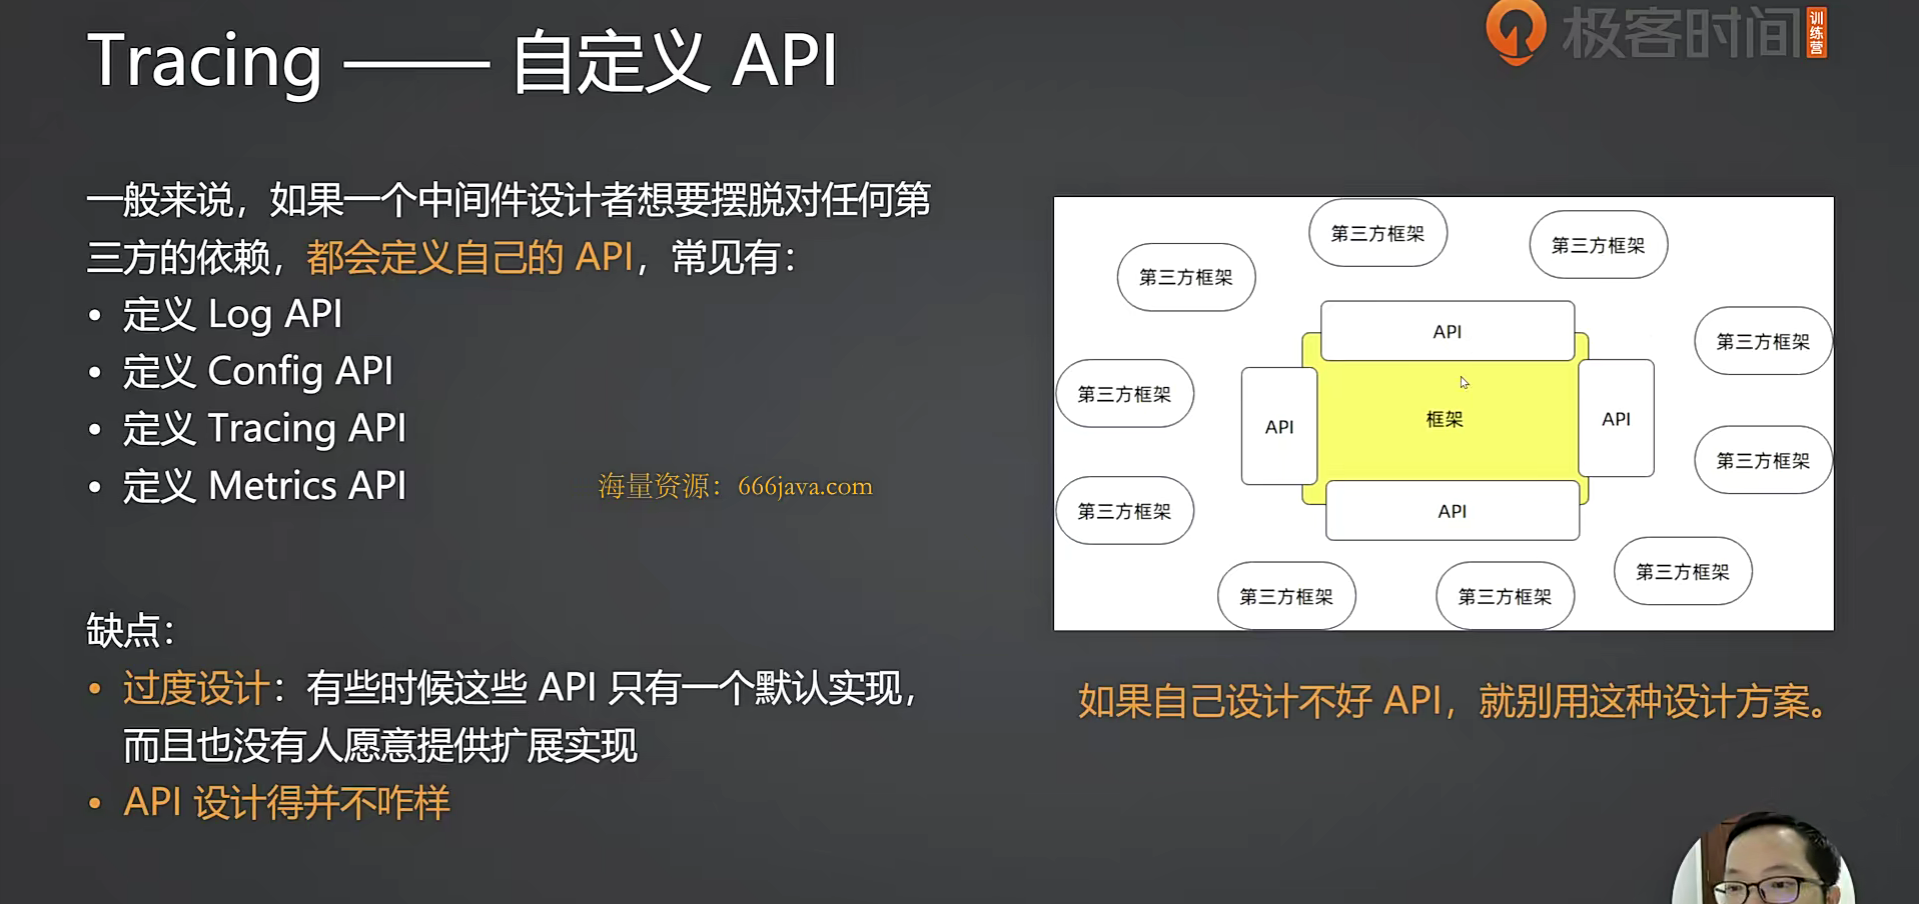 Tracing —— 自定义 API
极客时间
训练营
一般来说，如果一个中间件设计者想要摆脱对任何第
三方的依赖，都会定义自己的 API，常见有：
• 定义 Log API
• 定义 Config API
• 定义 Tracing API
• 定义 Metrics API
海量资源：666java.com
缺点：
• 过度设计：有些时候这些 API 只有一个默认实现，
而且也没有人愿意提供扩展实现
• API 设计得并不咋样
第三方框架
第三方框架
第三方框架
API
第三方框架
第三方框架
API
框架
API
第三方框架
第三方框架
API
第三方框架
第三方框架
第三方框架
如果自己设计不好 API，就别用这种设计方案。